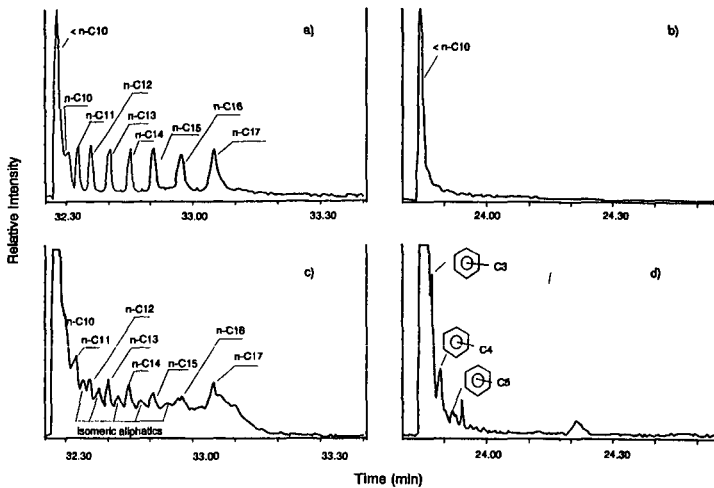 a)
< n-C10
n-C10
n-C11
n-C12
n-C13
n-C14
n-C15
n-C16
n-C17
32.30
33.00
33.30
b)
< n-C10
24.00
24.30
Relative Intensity
c)
n-C10
n-C11
n-C12
n-C13
n-C14
n-C15
n-C16
n-C17
Isomeric aliphatics
32.30
33.00
33.30
d)
C3
C4
C5
24.00
24.30
Time (min)